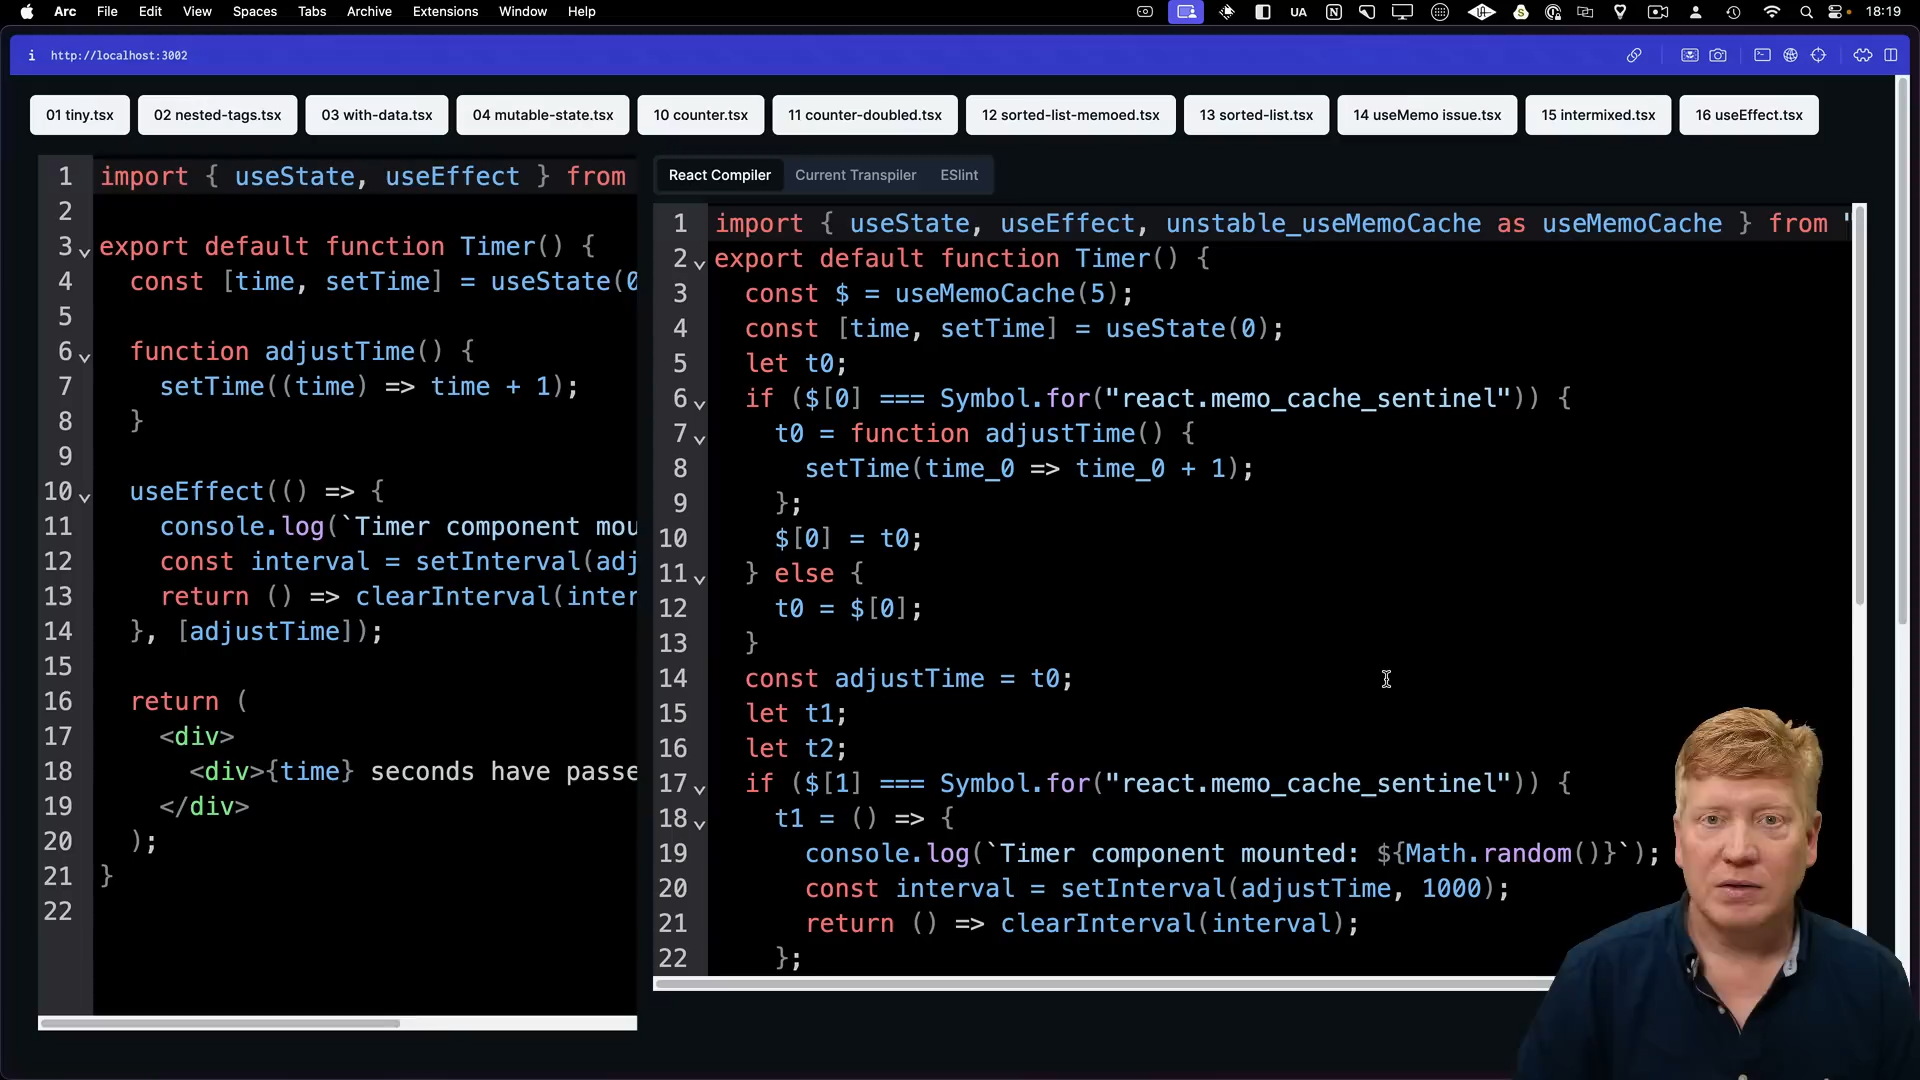 Arc File Edit View Spaces Tabs Archive Extensions Window Help UA 18:19
http://localhost:3002
01 tiny.tsx 02 nested-tags.tsx 03 with-data.tsx 04 mutable-state.tsx 10 counter.tsx 11 counter-doubled.tsx 12 sorted-list-memoed.tsx 13 sorted-list.tsx 14 useMemo issue.tsx 15 intermixed.tsx 16 useEffect.tsx
1 import { useState, useEffect } from
2
3 export default function Timer() {
4 const [time, setTime] = useState(0
5
6 function adjustTime() {
7 setTime((time) => time + 1);
8 }
9
10 useEffect(() => {
11 console.log(`Timer component mou
12 const interval = setInterval(adj
13 return () => clearInterval(inter
14 }, [adjustTime]);
15
16 return (
17 <div>
18 <div>{time} seconds have passe
19 </div>
20 );
21 }
22
React Compiler Current Transpiler ESlint
1 import { useState, useEffect, unstable_useMemoCache as useMemoCache } from "
2 export default function Timer() {
3 const $ = useMemoCache(5);
4 const [time, setTime] = useState(0);
5 let t0;
6 if ($[0] === Symbol.for("react.memo_cache_sentinel")) {
7 t0 = function adjustTime() {
8 setTime(time_0 => time_0 + 1);
9 };
10 $[0] = t0;
11 } else {
12 t0 = $[0];
13 }
14 const adjustTime = t0;
15 let t1;
16 let t2;
17 if ($[1] === Symbol.for("react.memo_cache_sentinel")) {
18 t1 = () => {
19 console.log(`Timer component mounted: ${Math.random()}`);
20 const interval = setInterval(adjustTime, 1000);
21 return () => clearInterval(interval);
22 };